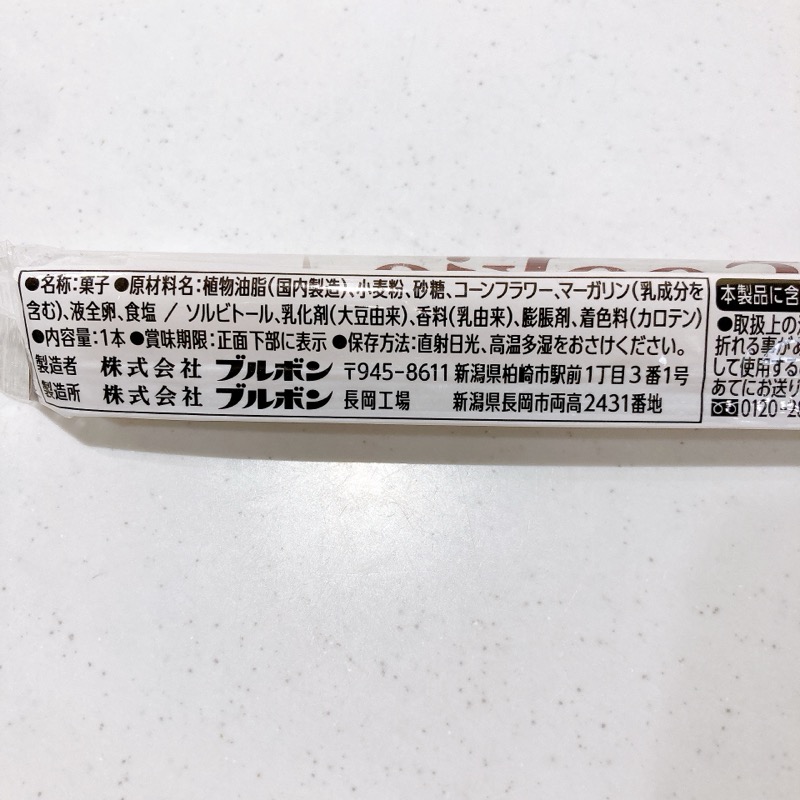 ●名称:菓子 ●原材料名:植物油脂(国内製造)、小麦粉、砂糖、コーンフラワー、マーガリン(乳成分を
含む)、液全卵、食塩 / ソルビトール、乳化剤(大豆由来)、香料(乳由来)、膨脹剤、着色料(カロテン)
●内容量:1本 ●賞味期限:正面下部に表示 ●保存方法:直射日光、高温多湿をおさけください。
製造者 株式会社 ブルボン 〒945-8611 新潟県柏崎市駅前1丁目3番1号
製造所 株式会社 ブルボン 長岡工場 新潟県長岡市両高2431番地
本製品に含
●取扱上の
折れる事が
して使用する
あてにお送り
0120-28